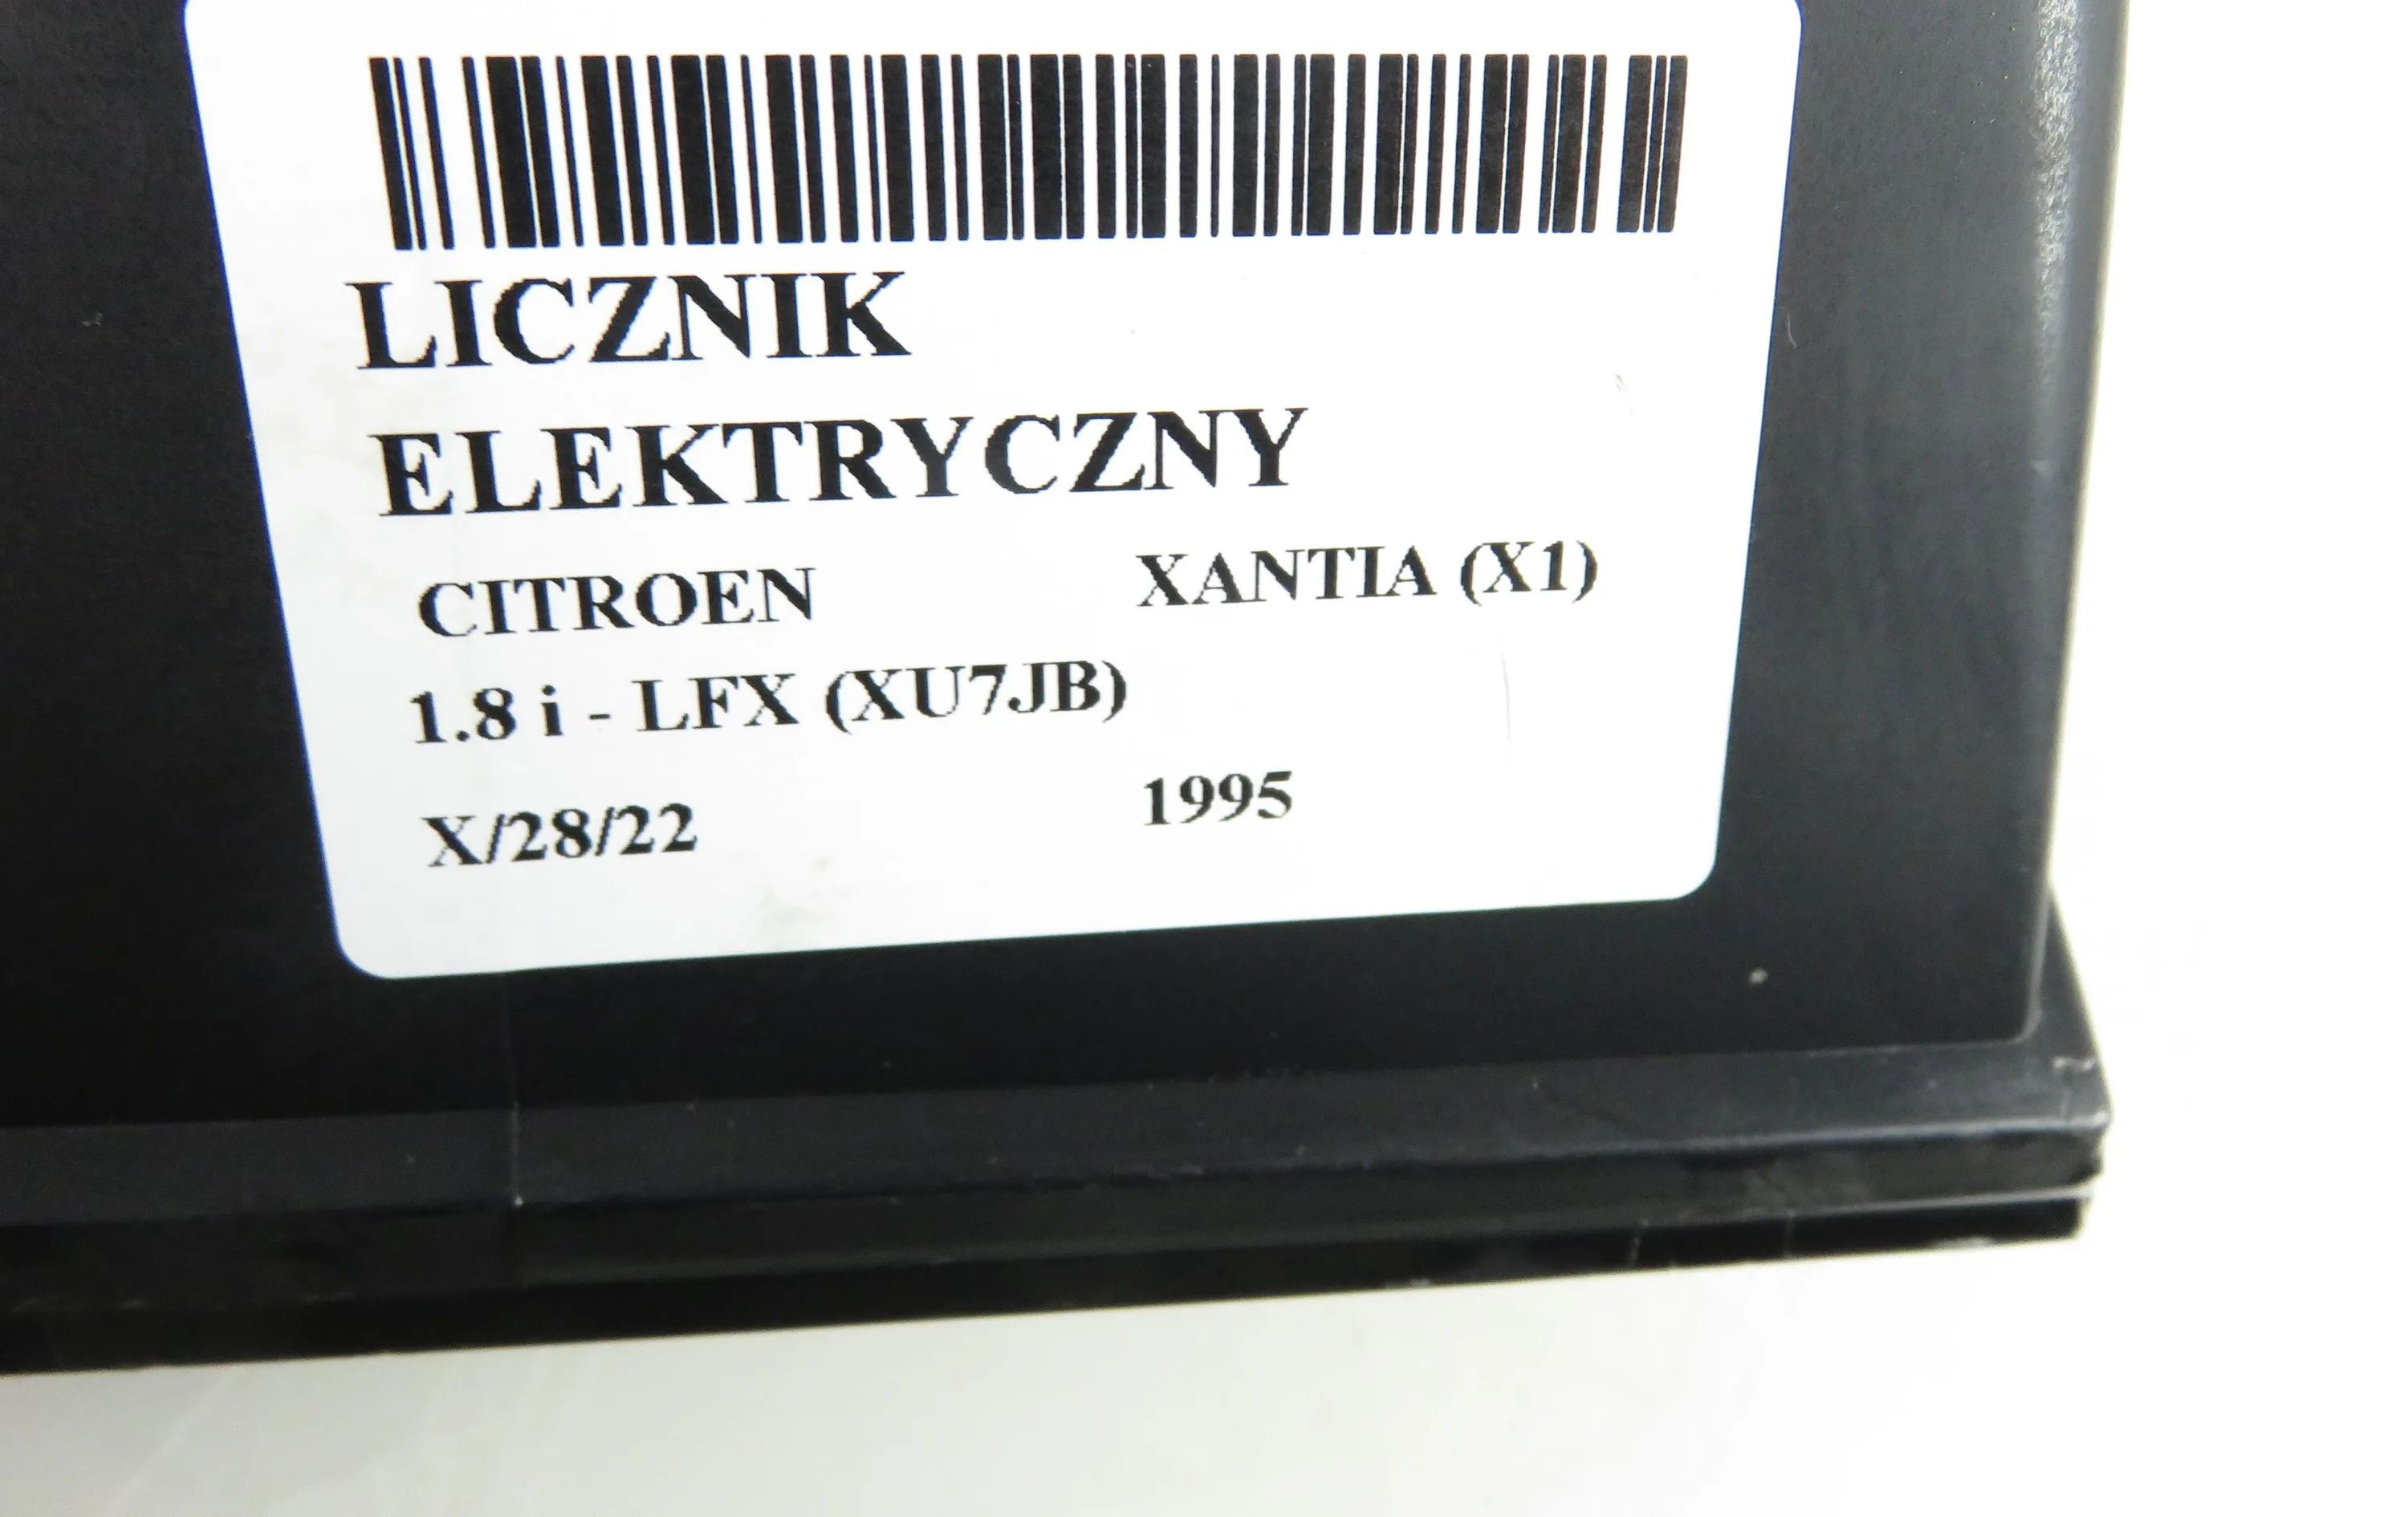 LICZNIK
ELEKTRYCZNY
CITROEN XANTIA (X1)
1.8 i - LFX (XU7JB)
X/28/22 1995